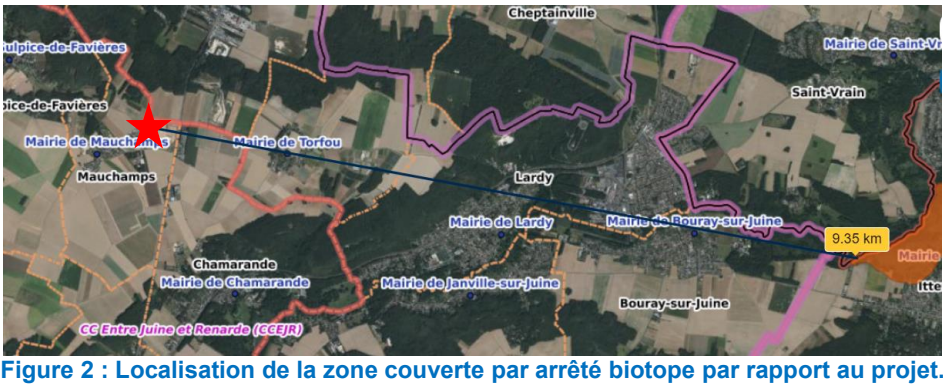 Cheptainville
Sulpice-de-Favières
Mairie de Saint-Vr
Saint-Vrain
pice-de-Favières
Mairie de Mauchamps
Mairie de Torfou
Mauchamps
Lardy
Mairie de Lardy
Mairie de Bouray-sur-Juine
9.35 km
Mairie
Chamarande
Mairie de Chamarande
Mairie de Janville-sur-Juine
Itte
Bouray-sur-Juine
CC Entre Juine et Renarde (CCEJR)
Figure 2 : Localisation de la zone couverte par arrêté biotope par rapport au projet.